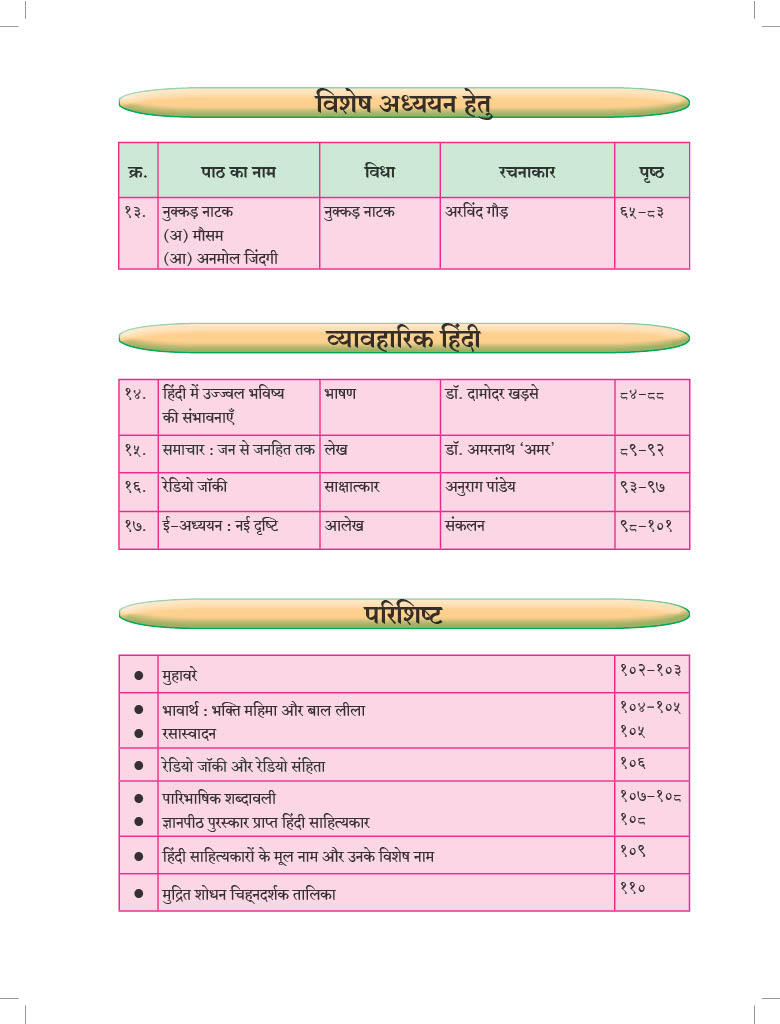 विशेष अध्ययन हेतु
क्र. पाठ का नाम विधा रचनाकार पृष्ठ
१३. नुक्कड़ नाटक नुक्कड़ नाटक अरविंद गौड़ ६५-८३
(अ) मौसम
(आ) अनमोल जिंदगी
व्यावहारिक हिंदी
१४. हिंदी में उज्ज्वल भविष्य भाषण डॉ. दामोदर खड़से ८४-८८
की संभावनाएँ
१५. समाचार : जन से जनहित तक लेख डॉ. अमरनाथ ‘अमर’ ८९-९२
१६. रेडियो जॉकी साक्षात्कार अनुराग पांडेय ९३-९७
१७. ई-अध्ययन : नई दृष्टि आलेख संकलन ९८-१०१
परिशिष्ट
● मुहावरे १०२-१०३
● भावार्थ : भक्ति महिमा और बाल लीला १०४-१०५
● रसास्वादन १०५
● रेडियो जॉकी और रेडियो संहिता १०६
● पारिभाषिक शब्दावली १०७-१०८
● ज्ञानपीठ पुरस्कार प्राप्त हिंदी साहित्यकार १०८
● हिंदी साहित्यकारों के मूल नाम और उनके विशेष नाम १०९
● मुद्रित शोधन चिह्नदर्शक तालिका ११०